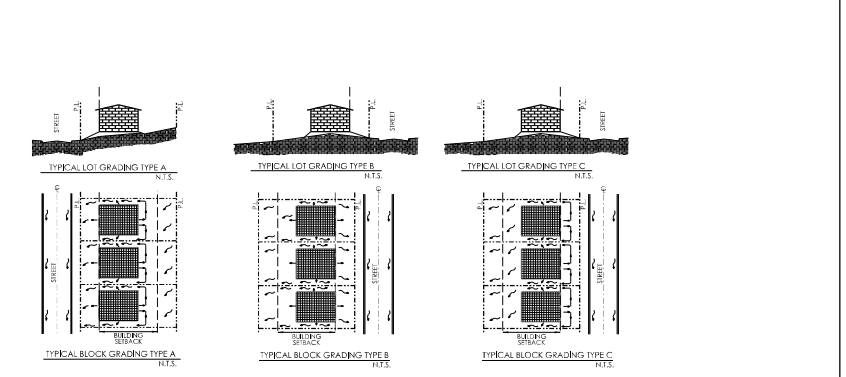 P.L.
P.L.
STREET
TYPICAL LOT GRADING TYPE A
N.T.S.
P.L.
P.L.
STREET
TYPICAL LOT GRADING TYPE B
N.T.S.
P.L.
P.L.
STREET
TYPICAL LOT GRADING TYPE C
N.T.S.
P.L.
P.L.
STREET
BUILDING
SETBACK
TYPICAL BLOCK GRADING TYPE A
N.T.S.
P.L.
P.L.
STREET
BUILDING
SETBACK
TYPICAL BLOCK GRADING TYPE B
N.T.S.
P.L.
P.L.
STREET
BUILDING
SETBACK
TYPICAL BLOCK GRADING TYPE C
N.T.S.